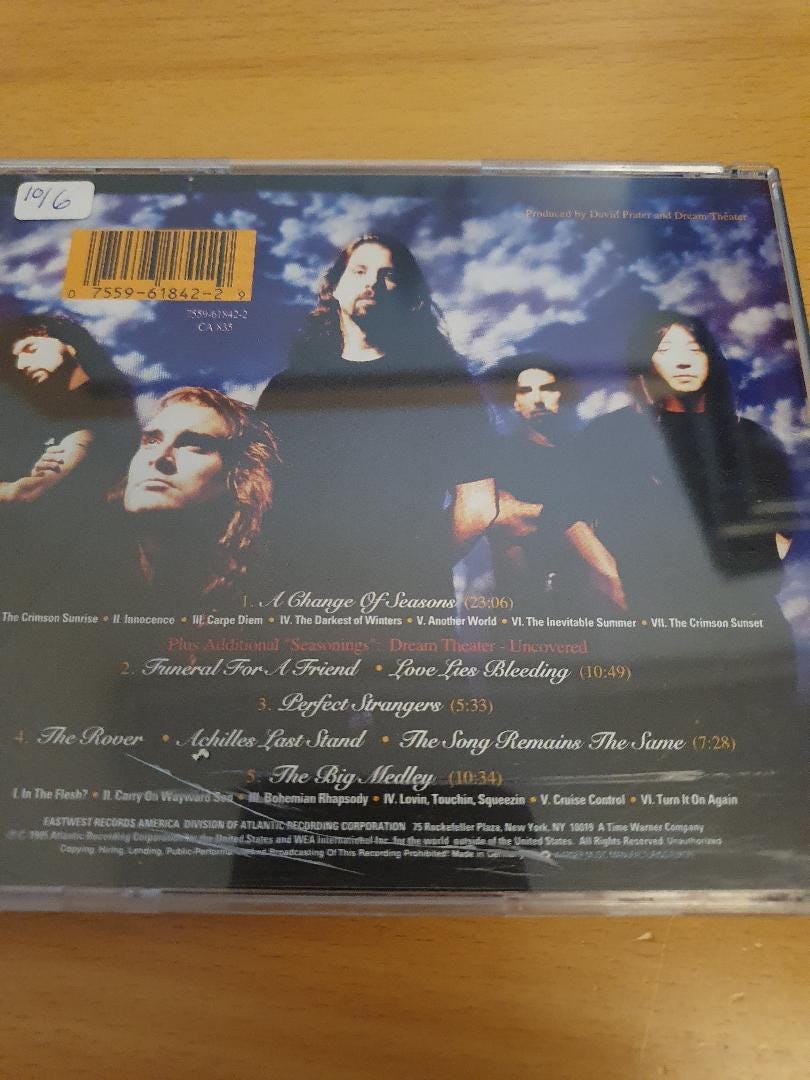 10/6
Produced by David Prater and Dream Theater
0 7559-61842-2 9
7559-61842-2
CA 835
1. A Change Of Seasons (23:06)
The Crimson Sunrise • II. Innocence • III. Carpe Diem • IV. The Darkest of Winters • V. Another World • VI. The Inevitable Summer • VII. The Crimson Sunset
Plus Additional "Seasonings": Dream Theater - Uncovered
2. Funeral For A Friend • Love Lies Bleeding (10:49)
3. Perfect Strangers (5:33)
4. The Rover • Achilles Last Stand • The Song Remains The Same (7:28)
5. The Big Medley (10:34)
I. In The Flesh? • II. Carry On Wayward Son • III. Bohemian Rhapsody • IV. Lovin, Touchin, Squeezin • V. Cruise Control • VI. Turn It On Again
EASTWEST RECORDS AMERICA DIVISION OF ATLANTIC RECORDING CORPORATION 75 Rockefeller Plaza, New York, NY 10019 A Time Warner Company
℗ © 1995 Atlantic Recording Corporation for the United States and WEA International Inc. for the world outside of the United States. All Rights Reserved. Unauthorized
Copying, Hiring, Lending, Public Performance and Broadcasting Of This Recording Prohibited. Made in